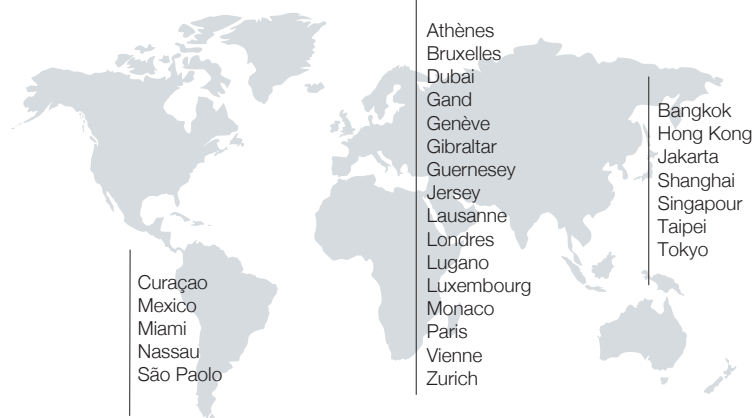 Athènes
Bruxelles
Dubai
Gand
Genève
Gibraltar
Guernesey
Jersey
Lausanne
Londres
Lugano
Luxembourg
Monaco
Paris
Vienne
Zurich
Bangkok
Hong Kong
Jakarta
Shanghai
Singapour
Taipei
Tokyo
Curaçao
Mexico
Miami
Nassau
São Paolo